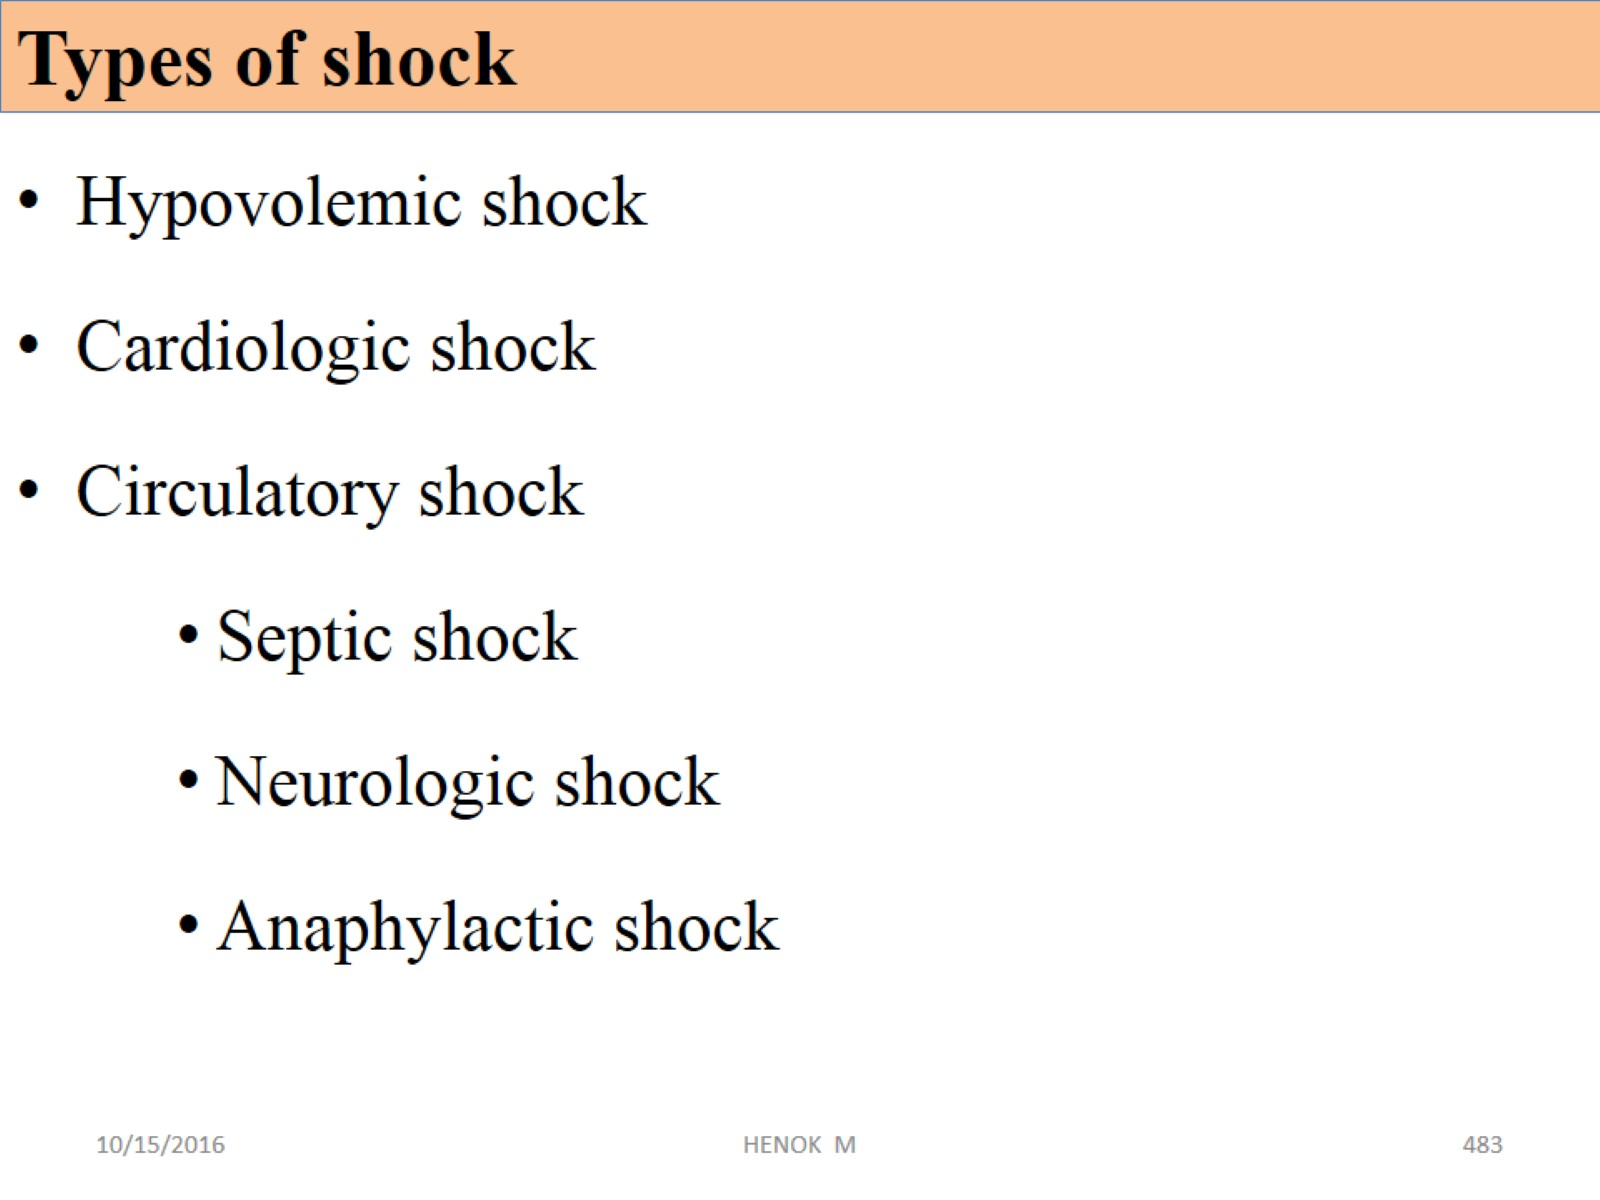 Types of shock
• Hypovolemic shock
• Cardiologic shock
• Circulatory shock
• Septic shock
• Neurologic shock
• Anaphylactic shock
10/15/2016 HENOK M 483